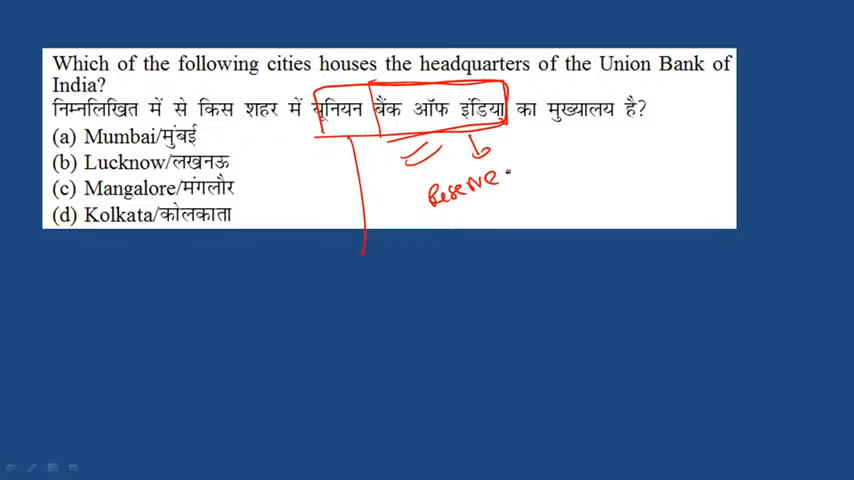 Which of the following cities houses the headquarters of the Union Bank of
India?
निम्नलिखित में से किस शहर में यूनियन बैंक ऑफ इंडिया का मुख्यालय है?
(a) Mumbai/मुंबई
(b) Lucknow/लखनऊ
(c) Mangalore/मंगलौर
(d) Kolkata/कोलकाता
Reserve